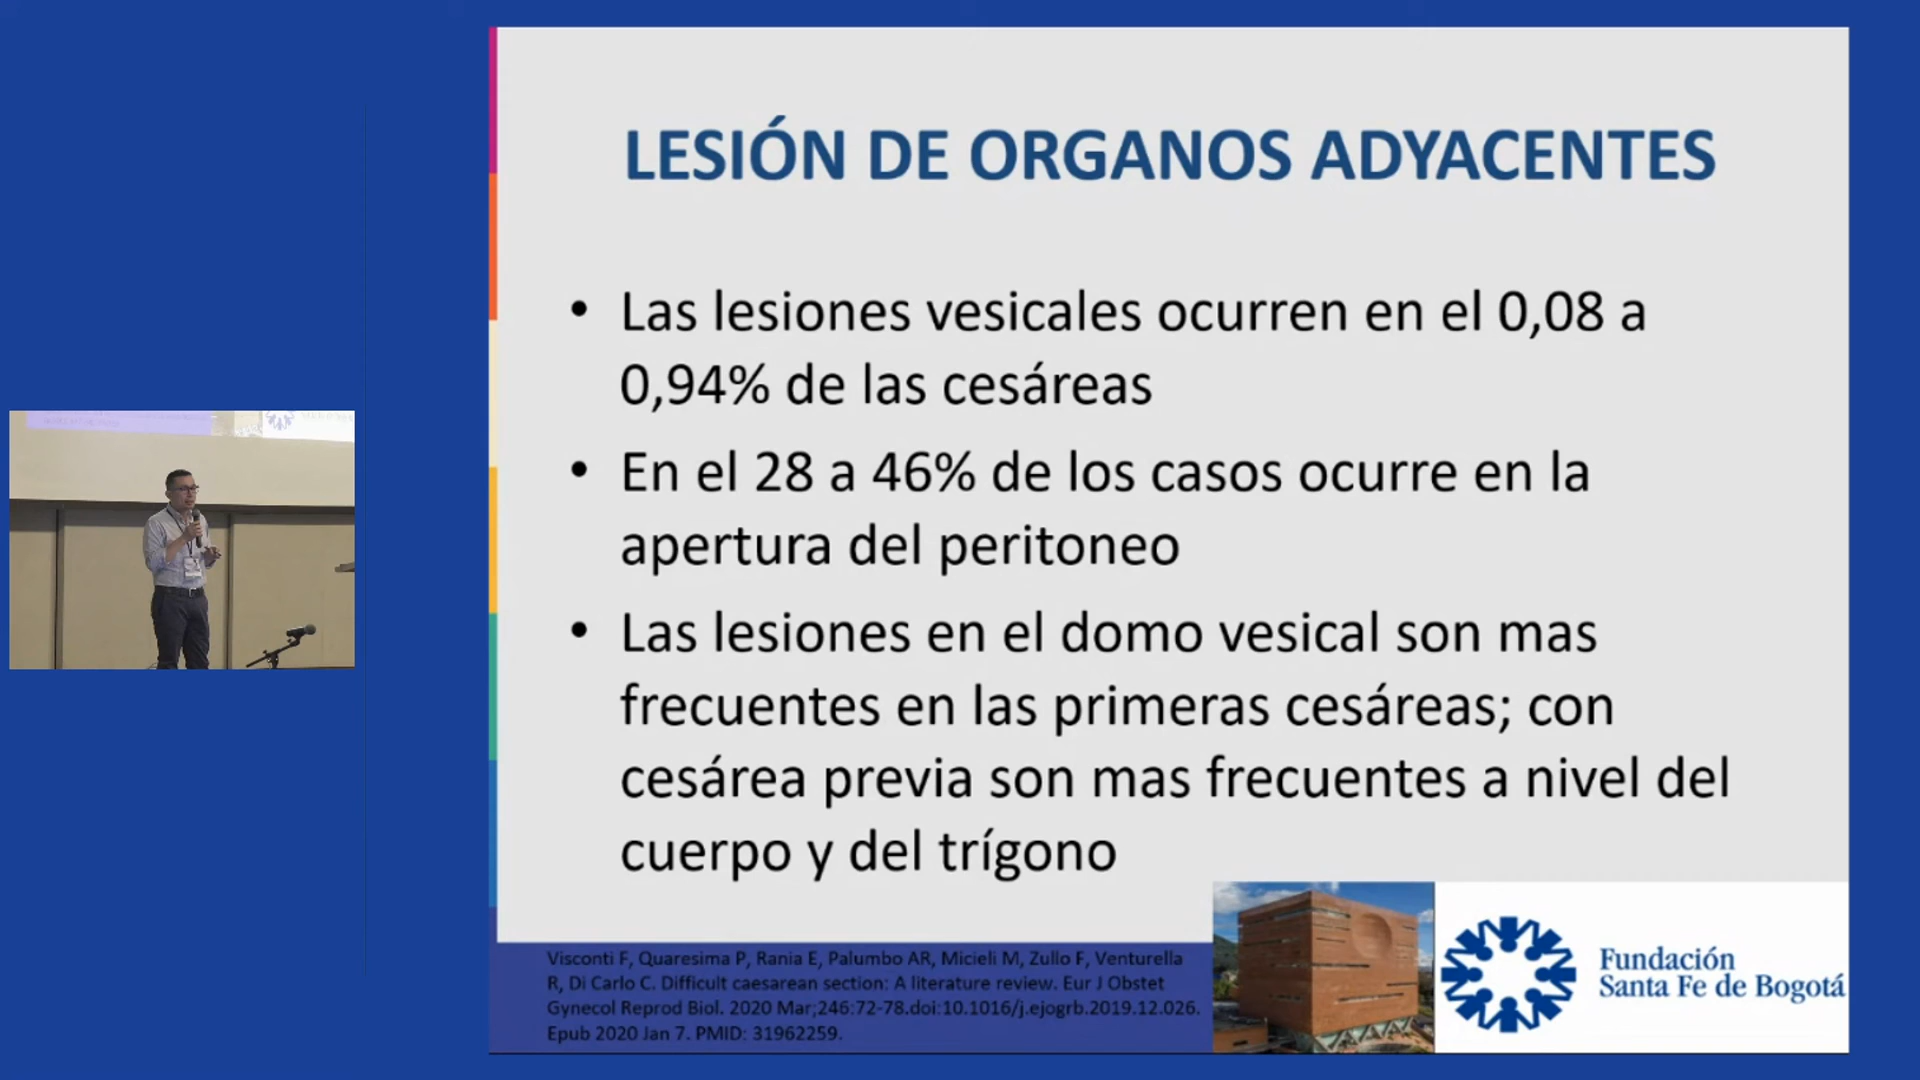 LESIÓN DE ORGANOS ADYACENTES
• Las lesiones vesicales ocurren en el 0,08 a
0,94% de las cesáreas
• En el 28 a 46% de los casos ocurre en la
apertura del peritoneo
• Las lesiones en el domo vesical son mas
frecuentes en las primeras cesáreas; con
cesárea previa son mas frecuentes a nivel del
cuerpo y del trígono
Visconti F, Quaresima P, Rania E, Palumbo AR, Micieli M, Zullo F, Venturella
R, Di Carlo C. Difficult caesarean section: A literature review. Eur J Obstet
Gynecol Reprod Biol. 2020 Mar;246:72-78.doi:10.1016/j.ejogrb.2019.12.026.
Epub 2020 Jan 7. PMID: 31962259.
Fundación
Santa Fe de Bogotá